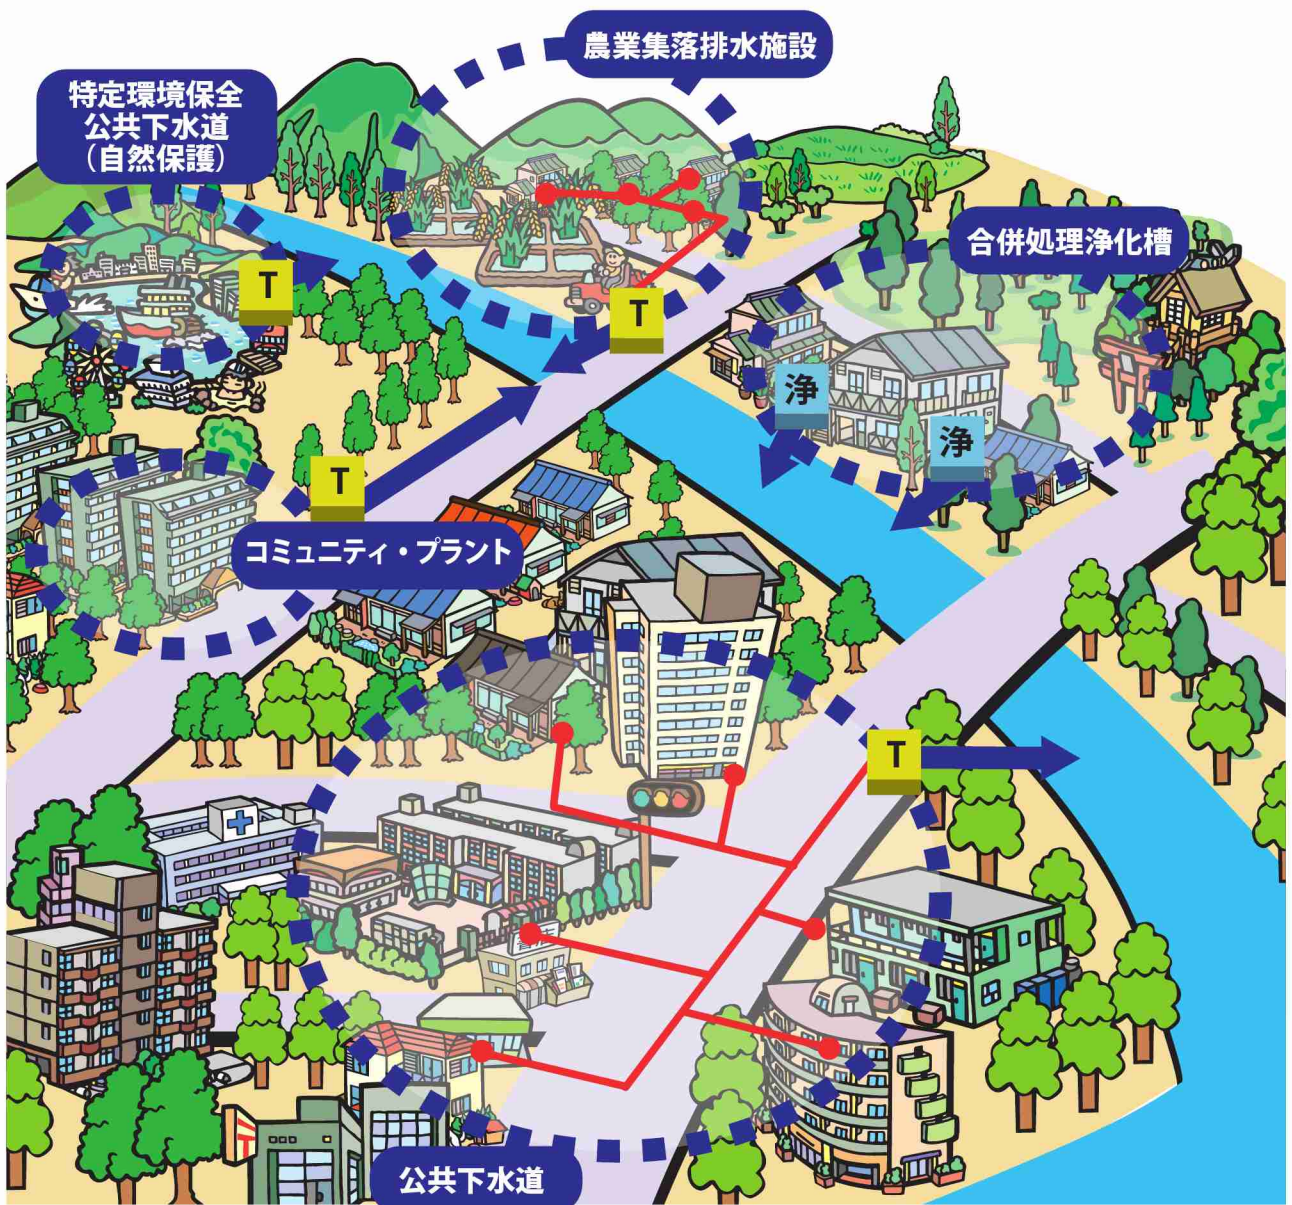 農業集落排水施設
特定環境保全
公共下水道
（自然保護）
合併処理浄化槽
T
T
浄
浄
T
コミュニティ・プラント
T
公共下水道